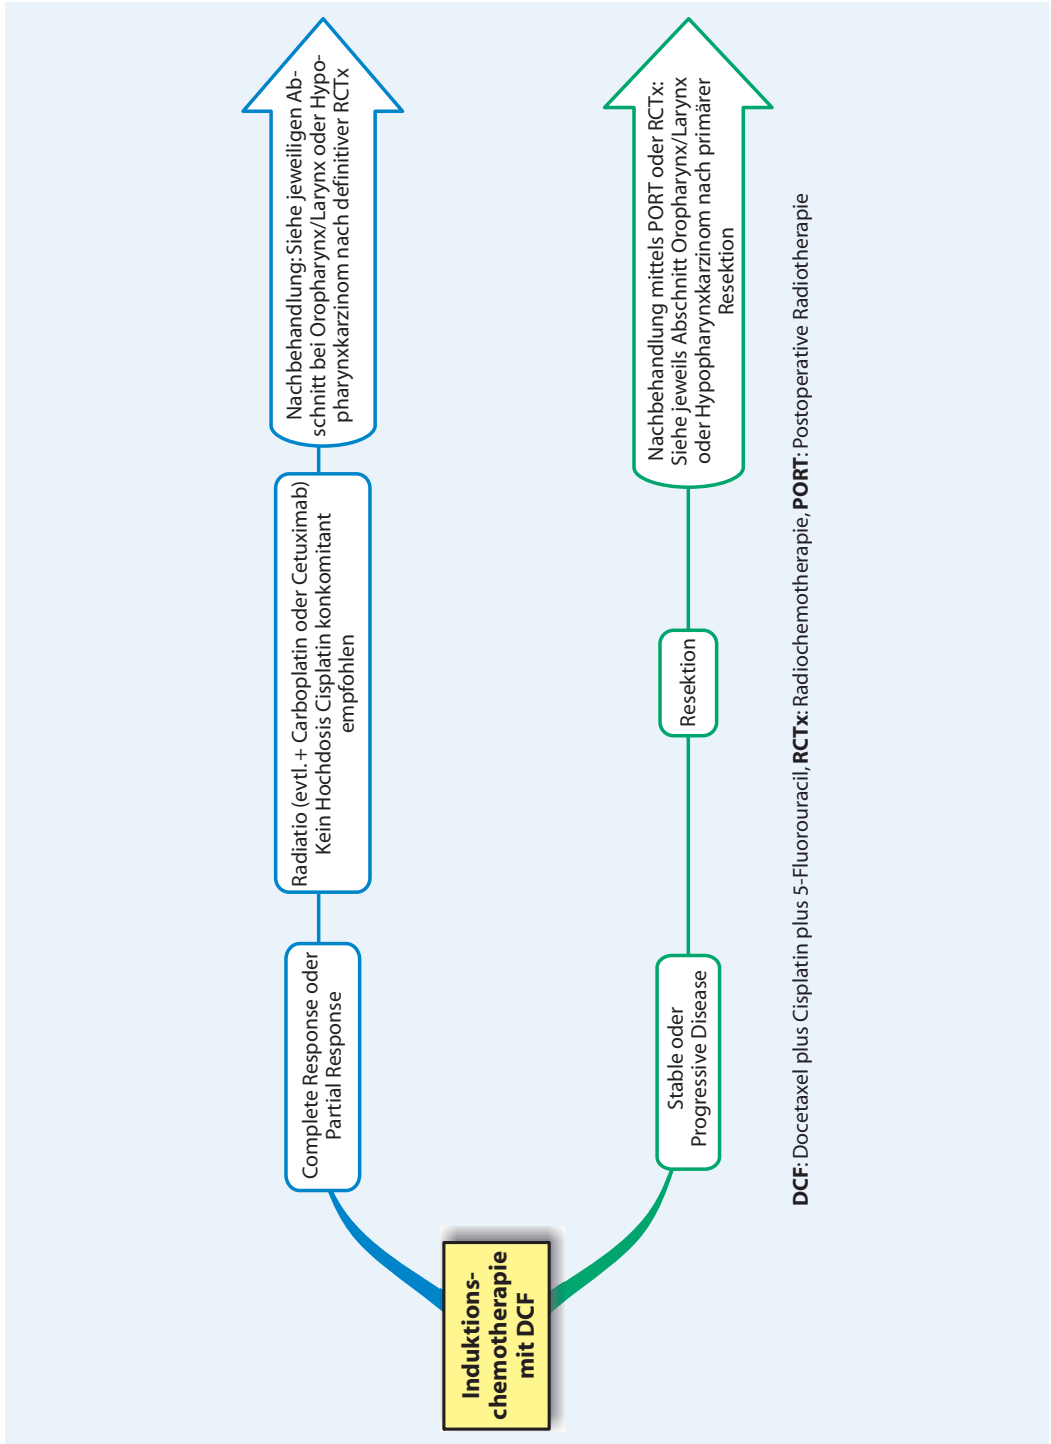 Induktions-
chemotherapie
mit DCF
Complete Response oder
Partial Response
Radiatio (evtl. + Carboplatin oder Cetuximab)
Kein Hochdosis Cisplatin konkomitant
empfohlen
Nachbehandlung: Siehe jeweiligen Ab-
schnitt bei Oropharynx/Larynx oder Hypo-
pharynxkarzinom nach definitiver RCTx
Stable oder
Progressive Disease
Resektion
Nachbehandlung mittels PORT oder RCTx:
Siehe jeweils Abschnitt Oropharynx/Larynx
oder Hypopharynxkarzinom nach primärer
Resektion
DCF: Docetaxel plus Cisplatin plus 5-Fluorouracil, RCTx: Radiochemotherapie, PORT: Postoperative Radiotherapie